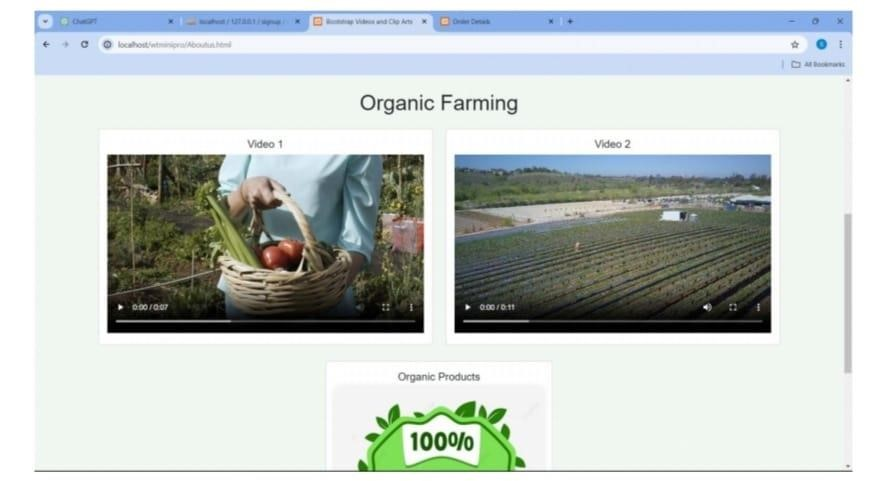 ChatGPT
localhost / 127.0.0.1 / signup /
Bootstrap Videos and Clip Arts
Order Details
localhost/wtminipro/Aboutus.html
All Bookmarks
Organic Farming
Video 1
Video 2
0:00 / 0:07
0:00 / 0:11
Organic Products
100%